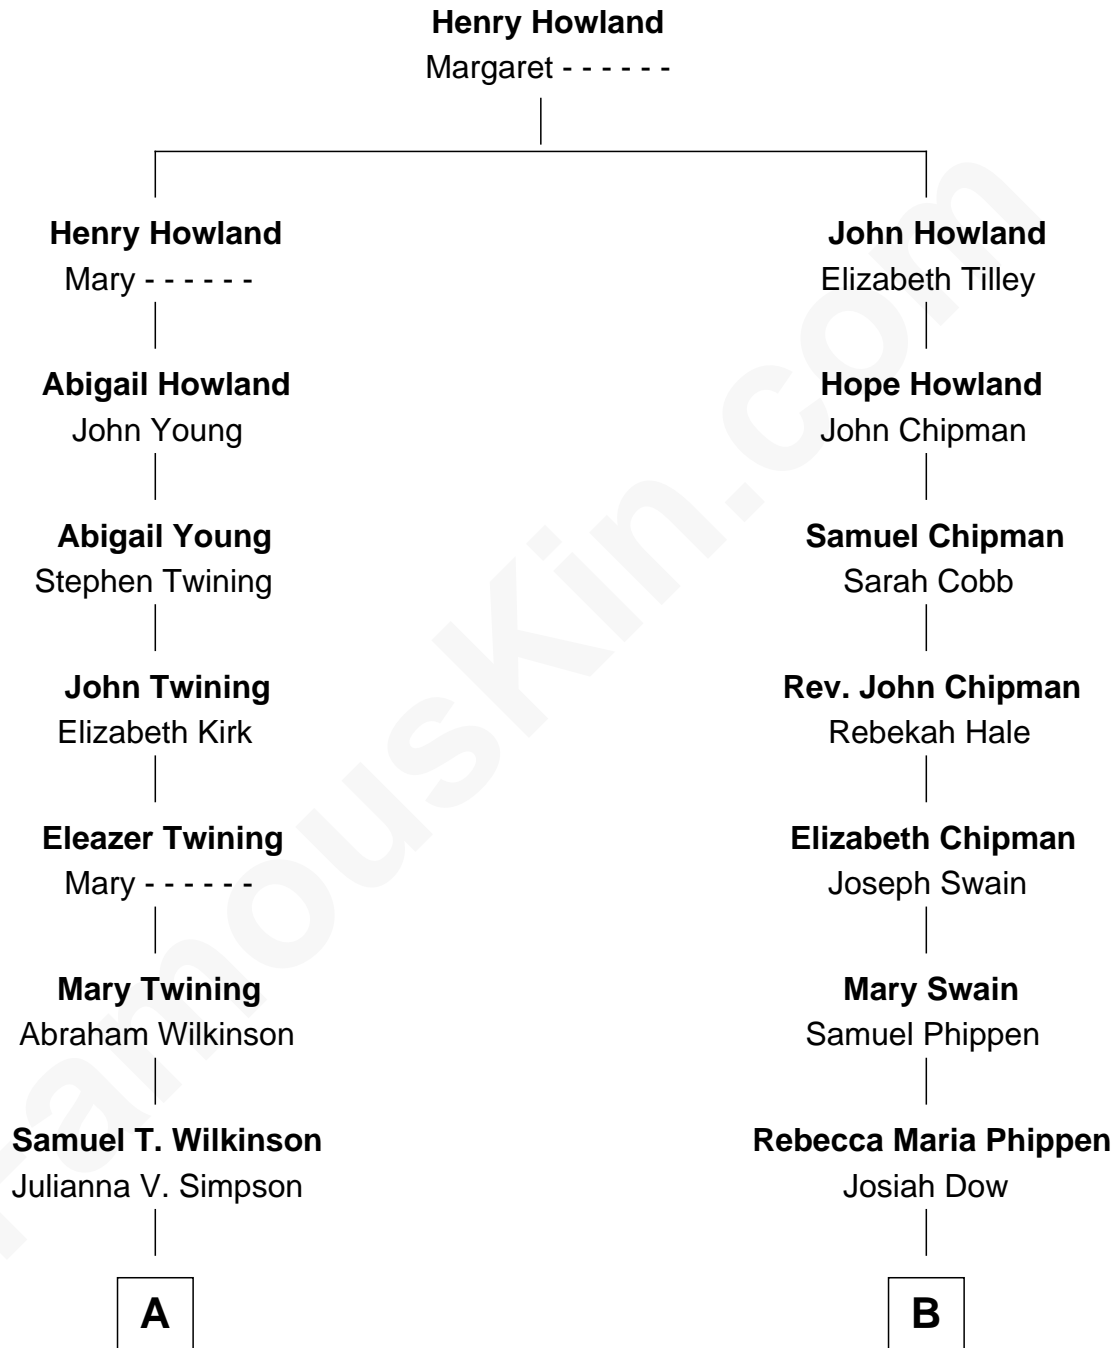 Henry Howland
Margaret - - - - - -
Henry Howland
Mary - - - - - -
Abigail Howland
John Young
Abigail Young
Stephen Twining
John Twining
Elizabeth Kirk
Eleazer Twining
Mary - - - - - -
Mary Twining
Abraham Wilkinson
Samuel T. Wilkinson
Julianna V. Simpson
A
John Howland
Elizabeth Tilley
Hope Howland
John Chipman
Samuel Chipman
Sarah Cobb
Rev. John Chipman
Rebekah Hale
Elizabeth Chipman
Joseph Swain
Mary Swain
Samuel Phippen
Rebecca Maria Phippen
Josiah Dow
B
FamousKin.com